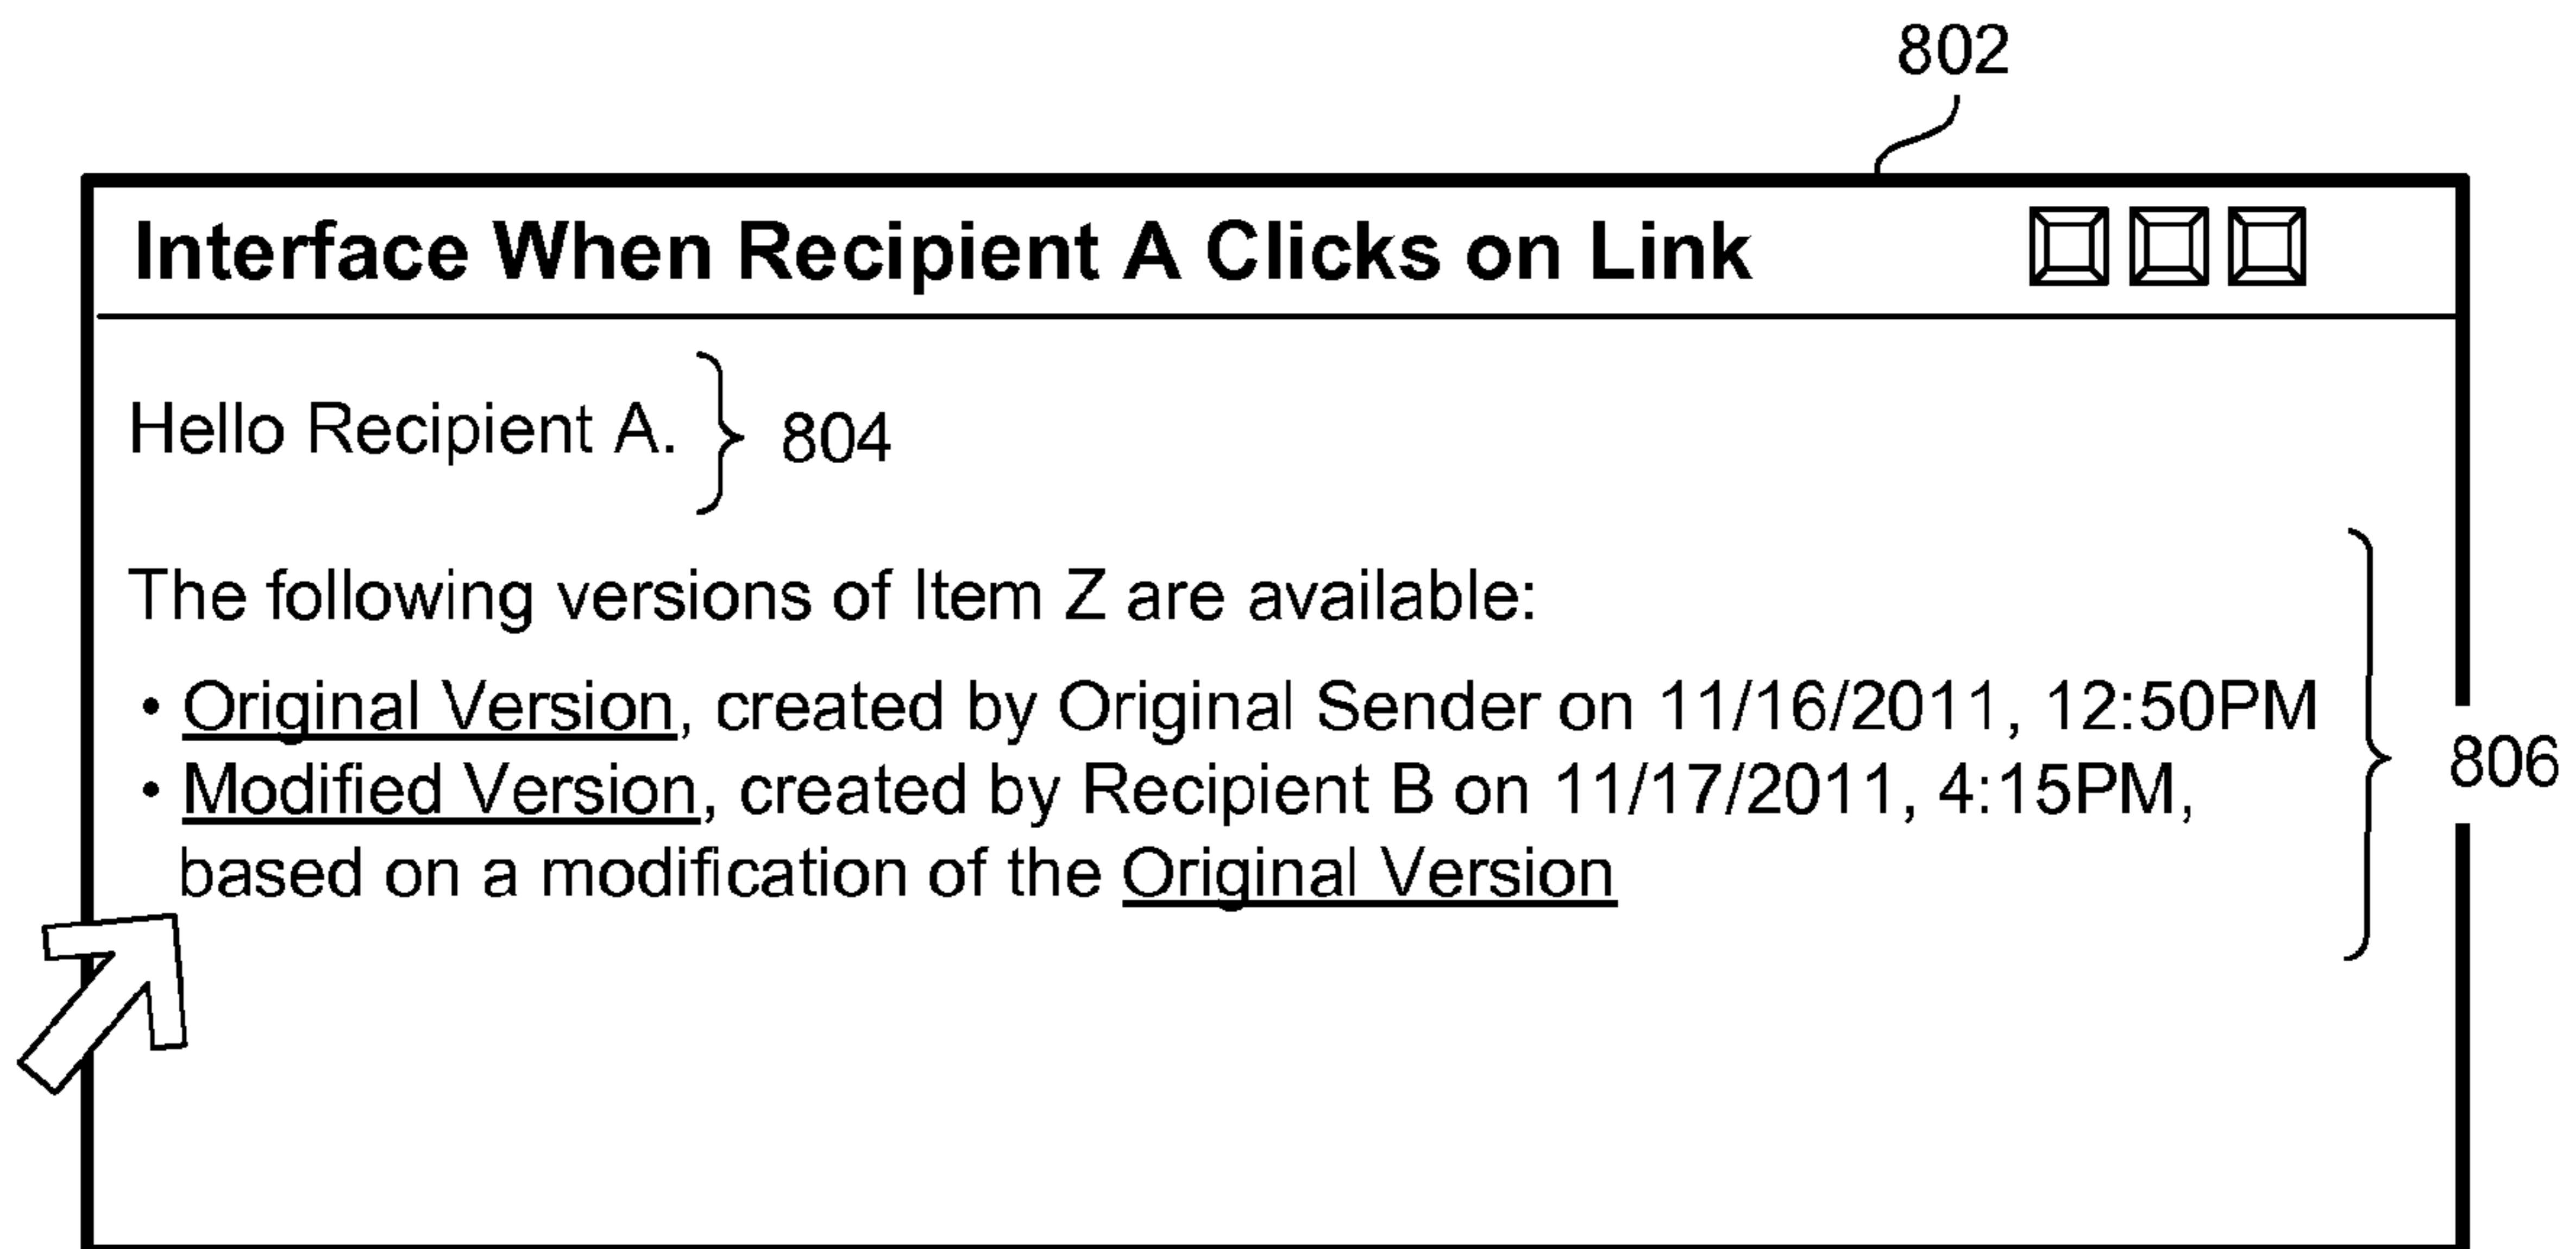 802
Interface When Recipient A Clicks on Link
Hello Recipient A.
804
The following versions of Item Z are available:
• Original Version, created by Original Sender on 11/16/2011, 12:50PM
• Modified Version, created by Recipient B on 11/17/2011, 4:15PM,
based on a modification of the Original Version
806